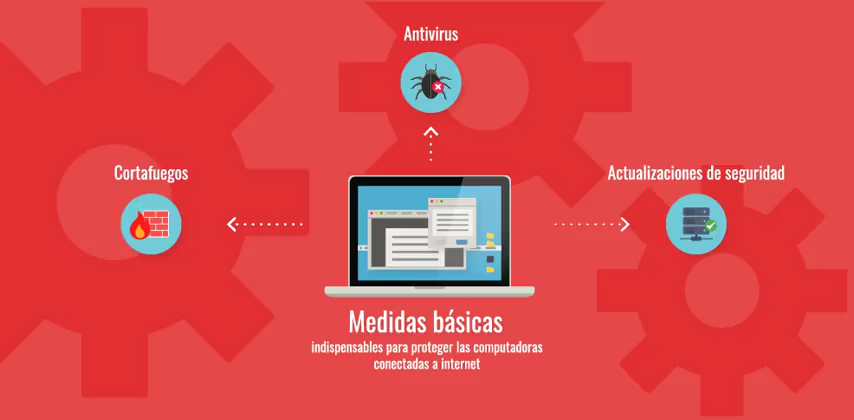 Antivirus
Cortafuegos
Actualizaciones de seguridad
Medidas básicas
indispensables para proteger las computadoras
conectadas a internet